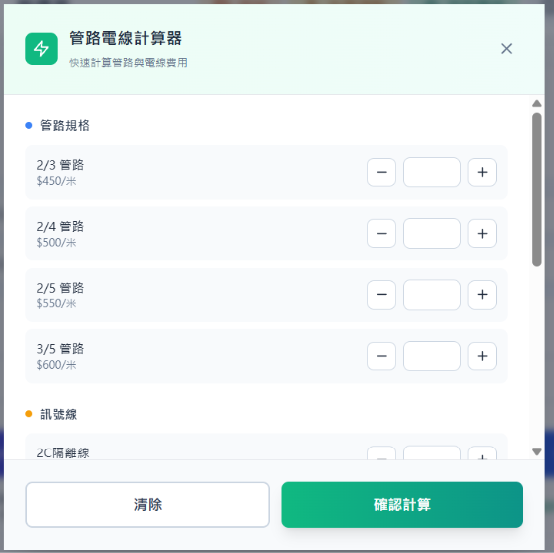 管路電線計算器
快速計算管路與電線費用
管路規格
2/3 管路
$450/米
2/4 管路
$500/米
2/5 管路
$550/米
3/5 管路
$600/米
訊號線
2C隔離線
清除
確認計算